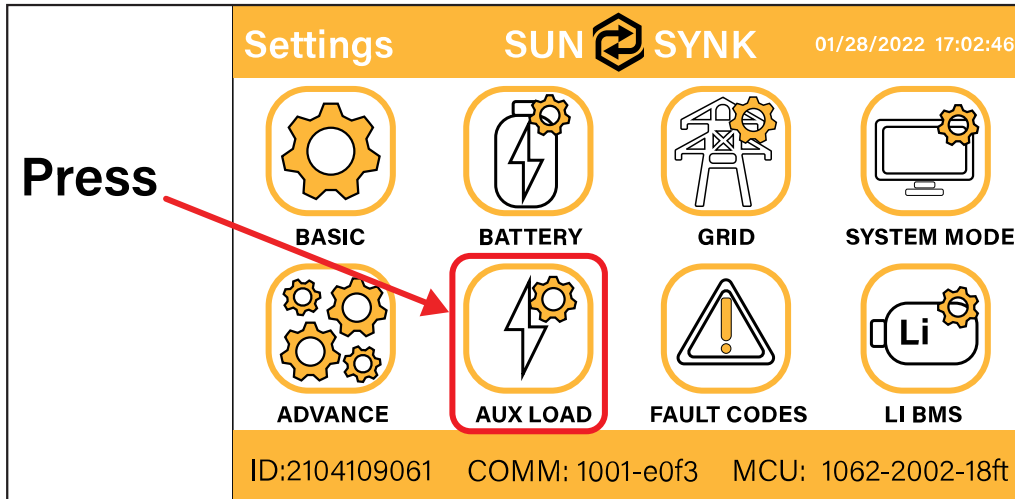 Settings SUN SYNK 01/28/2022 17:02:46
Press
BASIC BATTERY GRID SYSTEM MODE
Li
ADVANCE AUX LOAD FAULT CODES LI BMS
ID:2104109061 COMM: 1001-e0f3 MCU: 1062-2002-18ft